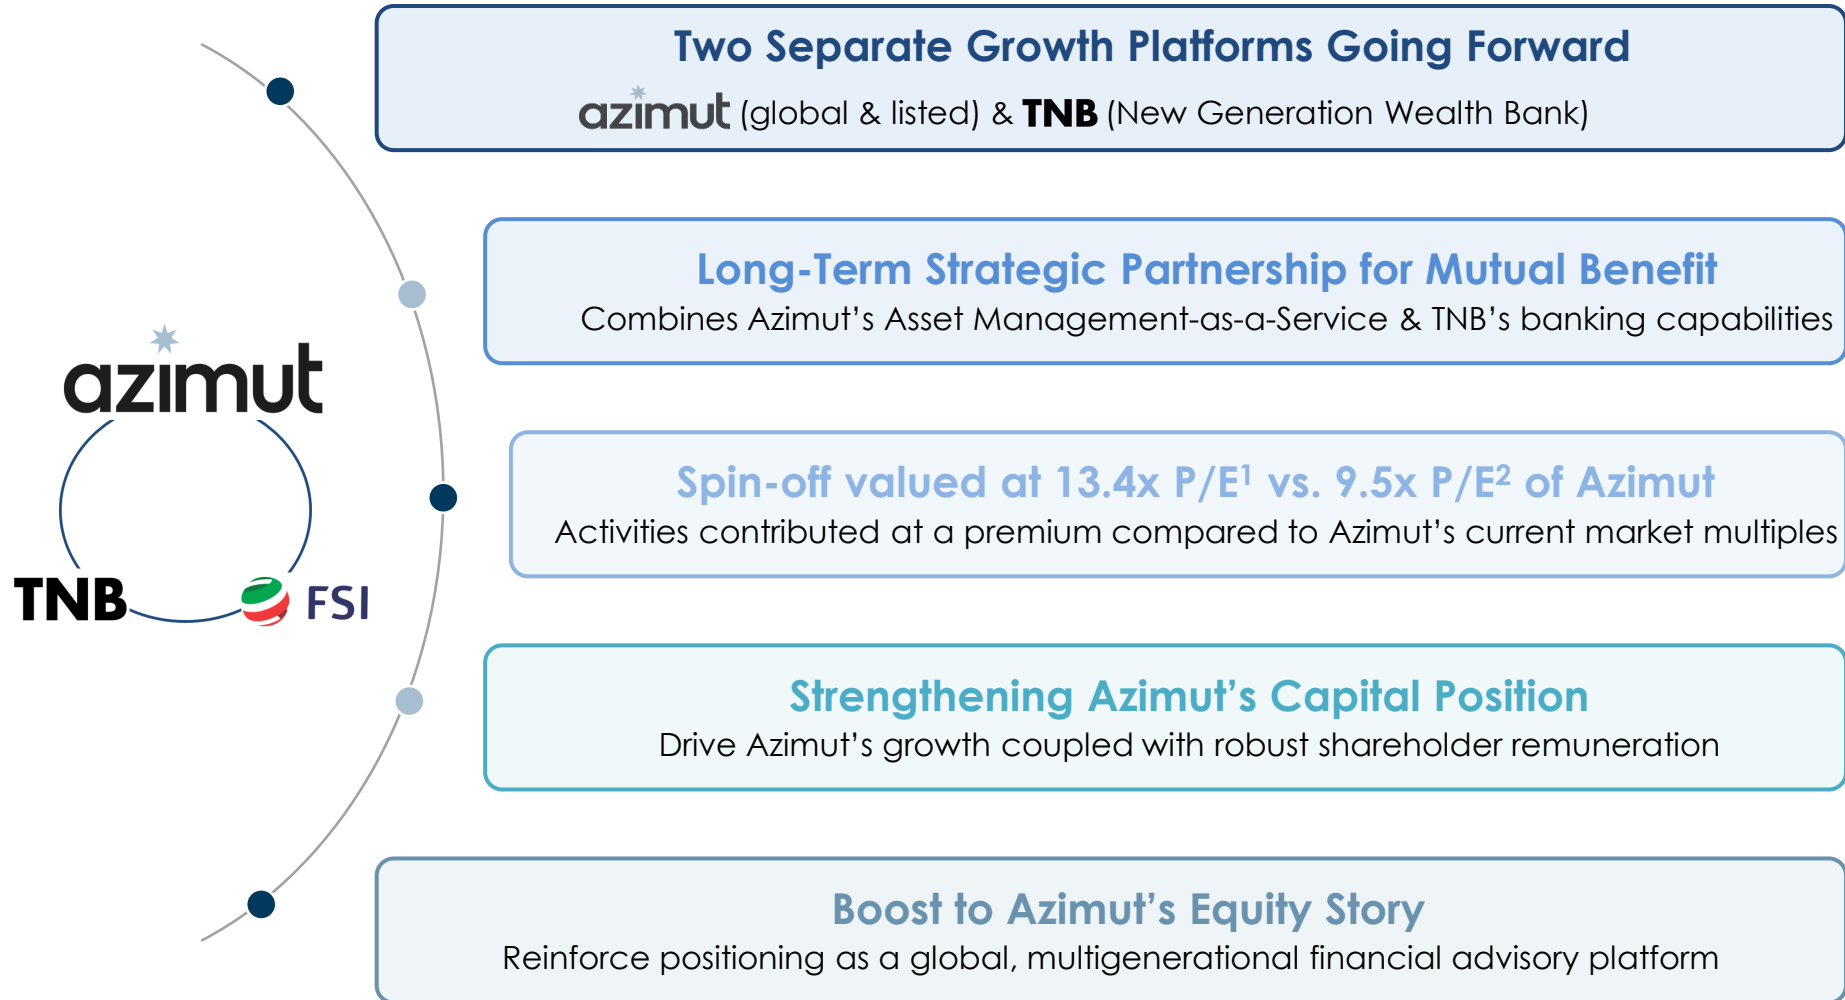 Two Separate Growth Platforms Going Forward
azimut (global & listed) & TNB (New Generation Wealth Bank)
Long-Term Strategic Partnership for Mutual Benefit
Combines Azimut’s Asset Management-as-a-Service & TNB’s banking capabilities
azimut
Spin-off valued at 13.4x P/E¹ vs. 9.5x P/E² of Azimut
Activities contributed at a premium compared to Azimut’s current market multiples
TNB FSI
Strengthening Azimut’s Capital Position
Drive Azimut’s growth coupled with robust shareholder remuneration
Boost to Azimut’s Equity Story
Reinforce positioning as a global, multigenerational financial advisory platform